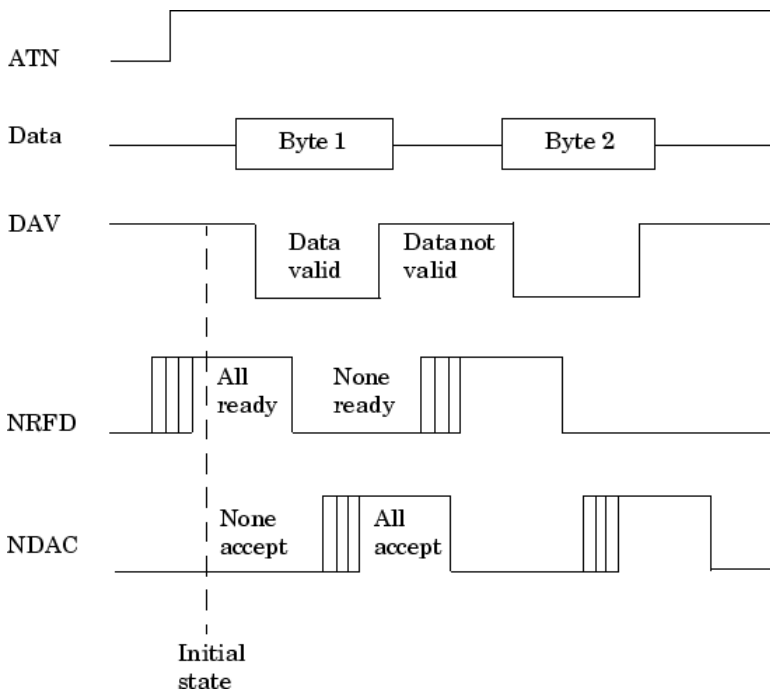 ATN
Data
Byte 1
Byte 2
DAV
Data
valid
Data not
valid
NRFD
All
ready
None
ready
NDAC
None
accept
All
accept
Initial
state